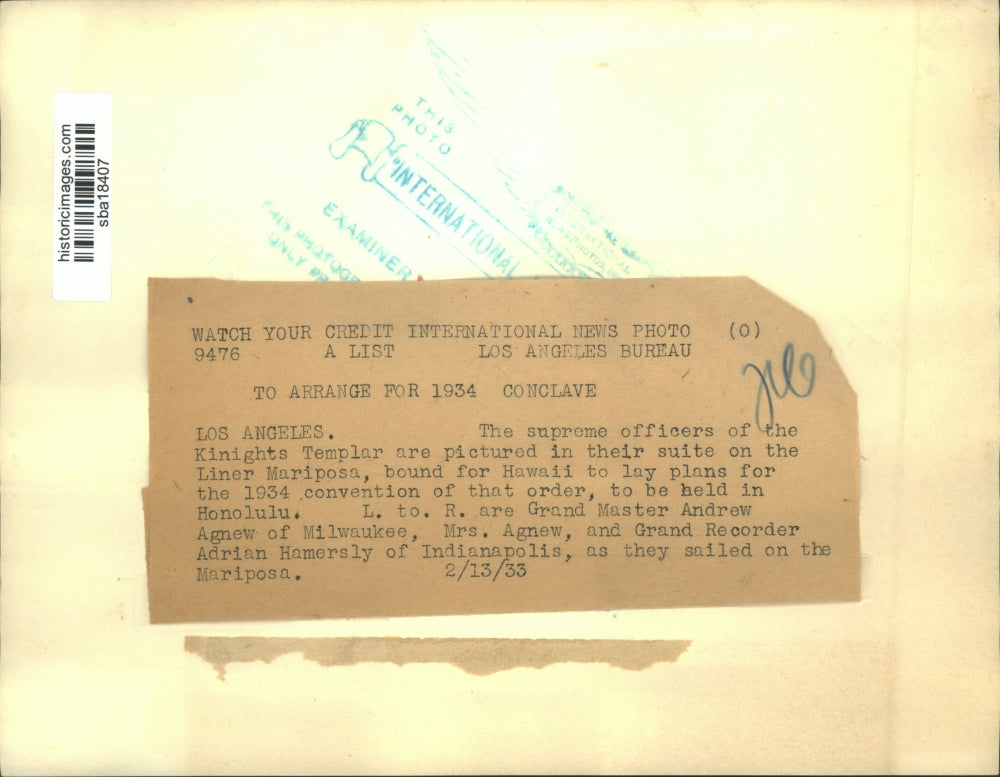 historicimages.com
sba18407
THIS
PHOTO
"INTERNATIONAL
EXAMINER
ONLY
WATCH YOUR CREDIT INTERNATIONAL NEWS PHOTO (O)
9476 A LIST LOS ANGELES BUREAU
TO ARRANGE FOR 1934 CONCLAVE
LOS ANGELES. The supreme officers of the
Kinights Templar are pictured in their suite on the
Liner Mariposa, bound for Hawaii to lay plans for
the 1934 convention of that order, to be held in
Honolulu. L. to. R. are Grand Master Andrew
Agnew of Milwaukee, Mrs. Agnew, and Grand Recorder
Adrian Hamersly of Indianapolis, as they sailed on the
Mariposa. 2/13/33